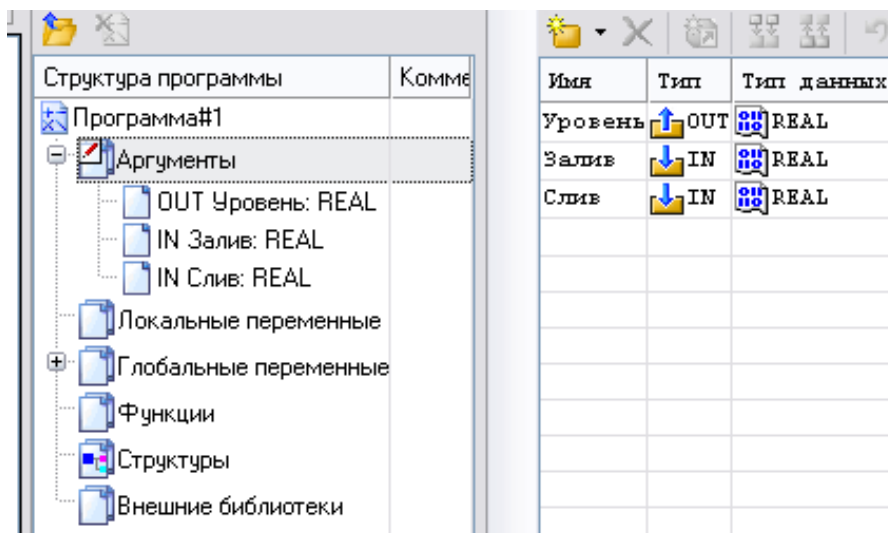 Структура программы
Комме
Программа#1
Аргументы
OUT Уровень: REAL
IN Залив: REAL
IN Слив: REAL
Локальные переменные
Глобальные переменные
Функции
Структуры
Внешние библиотеки
Имя Тип Тип данных
Уровень OUT REAL
Залив IN REAL
Слив IN REAL